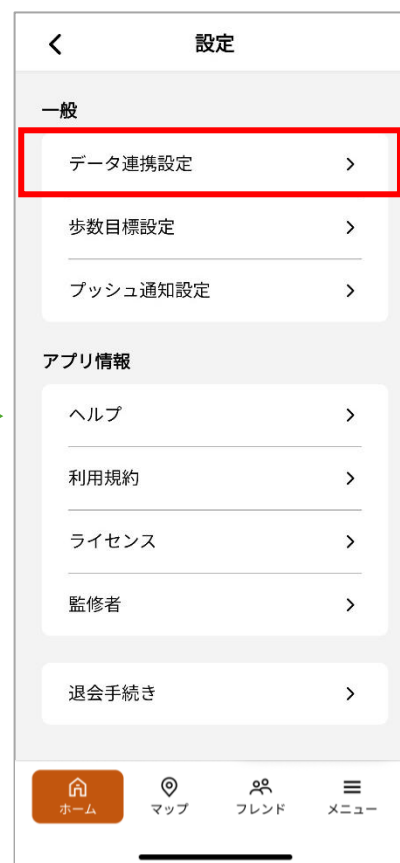 設定
一般
データ連携設定
歩数目標設定
プッシュ通知設定
アプリ情報
ヘルプ
利用規約
ライセンス
監修者
退会手続き
ホーム マップ フレンド メニュー